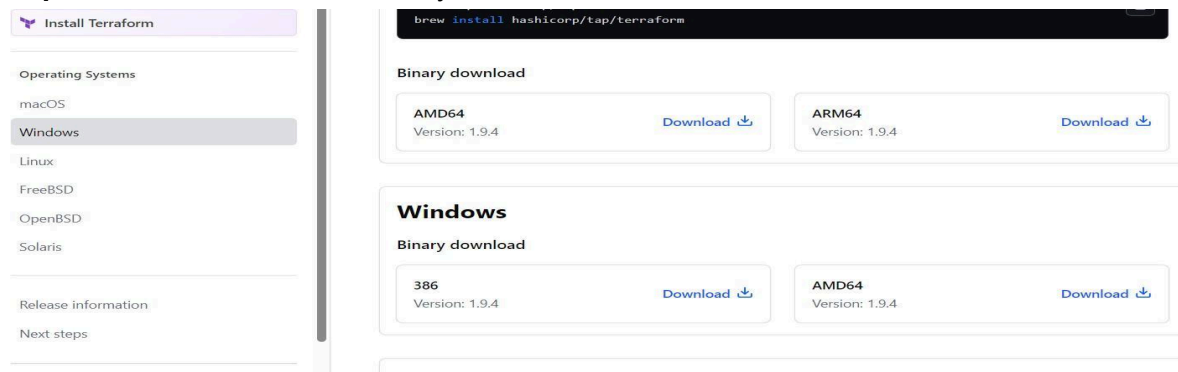 Install Terraform
Operating Systems
macOS
Windows
Linux
FreeBSD
OpenBSD
Solaris
Release information
Next steps
brew install hashicorp/tap/terraform
Binary download
AMD64
Version: 1.9.4
Download
ARM64
Version: 1.9.4
Download
Windows
Binary download
386
Version: 1.9.4
Download
AMD64
Version: 1.9.4
Download